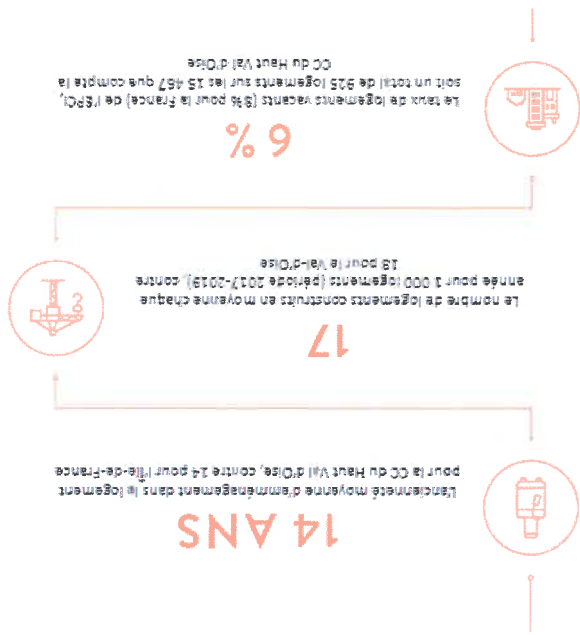 14 ANS
L'ancienneté moyenne d'emménagement dans le logement
pour la CC du Haut Val d'Oise, contre 14 pour l'Île-de-France
17
Le nombre de logements construits en moyenne chaque
année pour 1 000 logements (période 2017-2019), contre
18 pour le Val-d'Oise
6 %
Le taux de logements vacants (8% pour la France) de l'EPCI,
soit un total de 925 logements sur les 15 467 que compte la
CC du Haut Val d'Oise